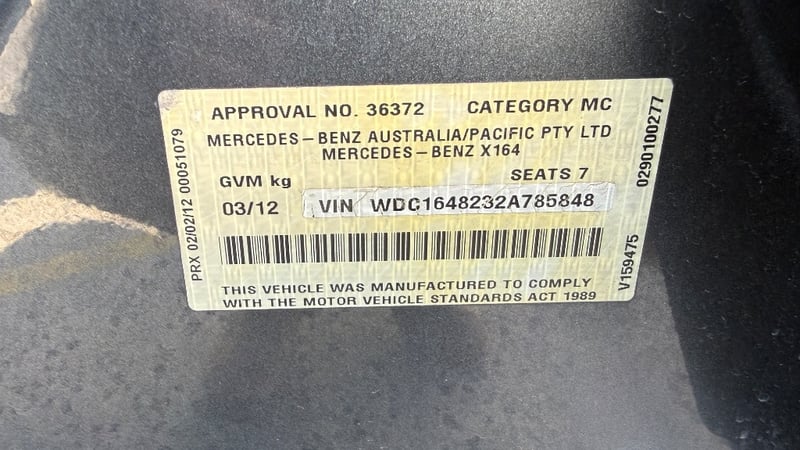 APPROVAL NO. 36372 CATEGORY MC
MERCEDES-BENZ AUSTRALIA/PACIFIC PTY LTD
MERCEDES-BENZ X164
GVM kg SEATS 7
03/12 VIN WDC1648232A785848
THIS VEHICLE WAS MANUFACTURED TO COMPLY
WITH THE MOTOR VEHICLE STANDARDS ACT 1989
PRX 02/02/12 00051079
0290100277
V159475